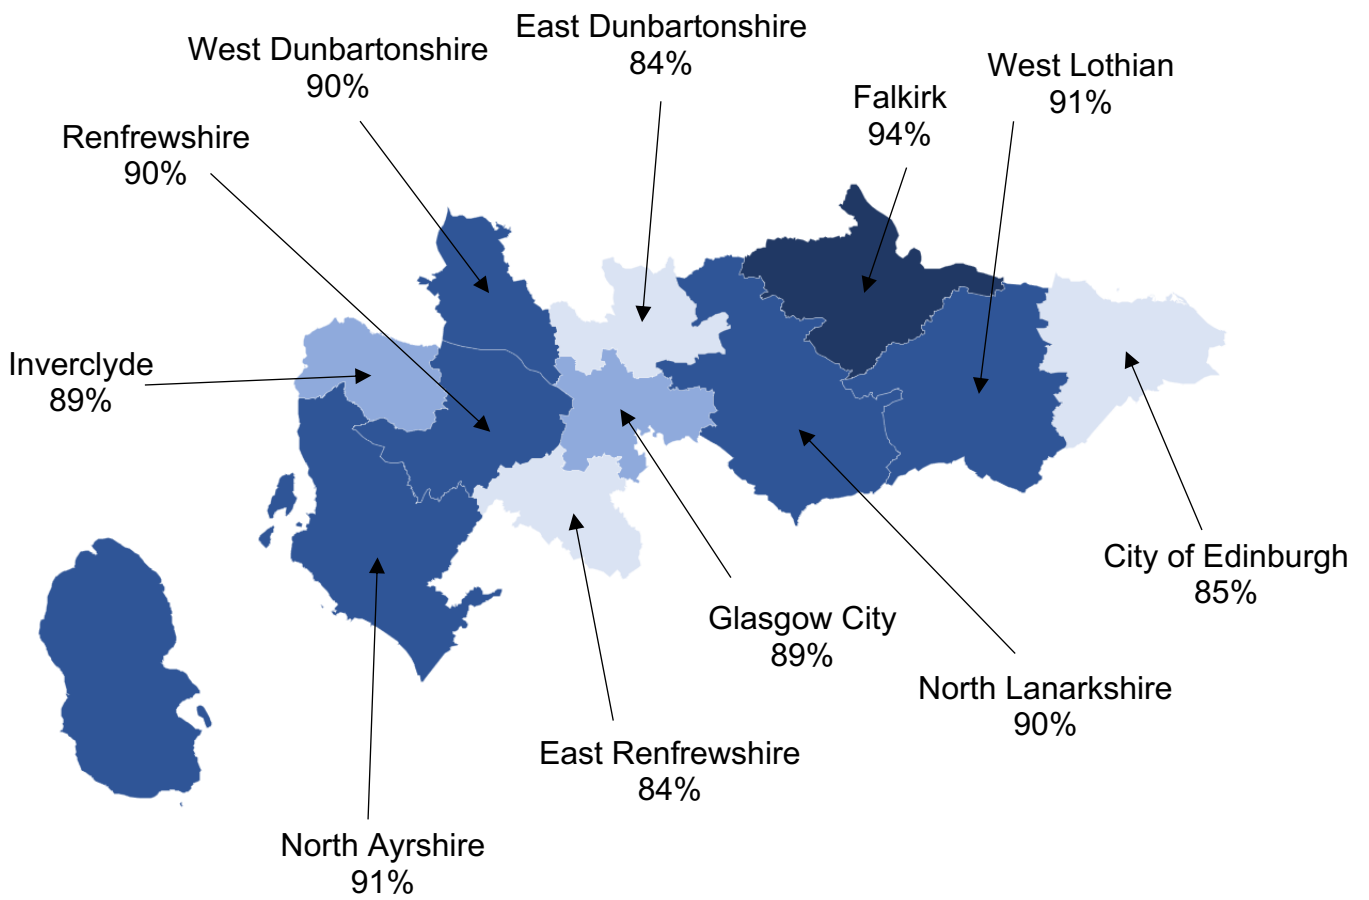 East Dunbartonshire
84%
West Dunbartonshire
90%
West Lothian
91%
Falkirk
94%
Renfrewshire
90%
Inverclyde
89%
City of Edinburgh
85%
Glasgow City
89%
North Lanarkshire
90%
East Renfrewshire
84%
North Ayrshire
91%